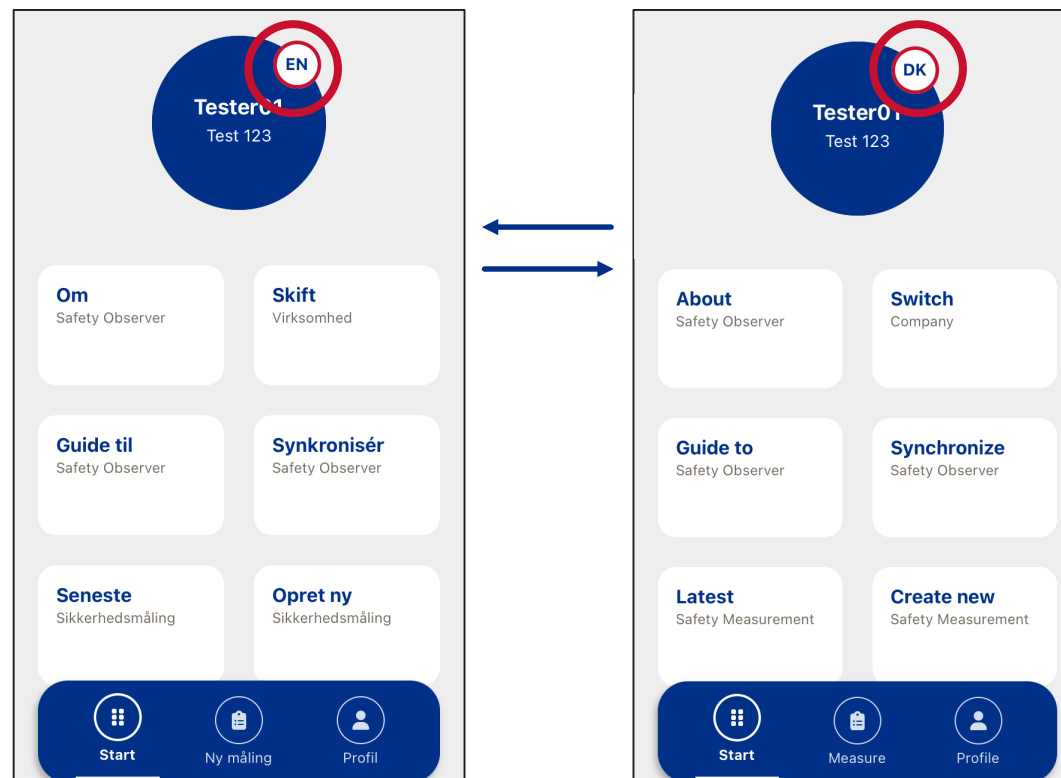 EN
Tester01
Test 123
Om
Safety Observer
Skift
Virksomhed
Guide til
Safety Observer
Synkronisér
Safety Observer
Seneste
Sikkerhedsmåling
Opret ny
Sikkerhedsmåling
Start
Ny måling
Profil
DK
Tester01
Test 123
About
Safety Observer
Switch
Company
Guide to
Safety Observer
Synchronize
Safety Observer
Latest
Safety Measurement
Create new
Safety Measurement
Start
Measure
Profile